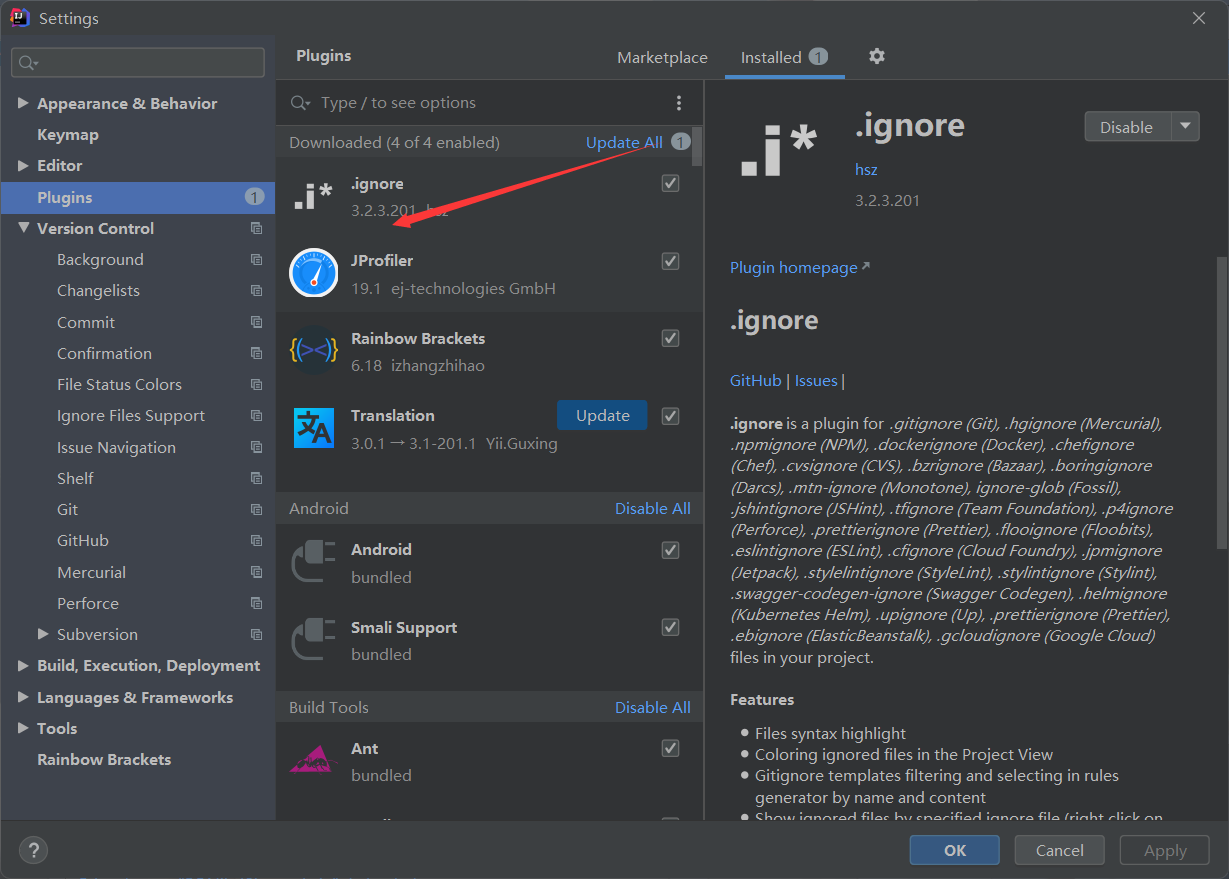 Settings
Appearance & Behavior
Keymap
Editor
Plugins 1
Version Control
Background
Changelists
Commit
Confirmation
File Status Colors
Ignore Files Support
Issue Navigation
Shelf
Git
GitHub
Mercurial
Perforce
Subversion
Build, Execution, Deployment
Languages & Frameworks
Tools
Rainbow Brackets
Plugins
Marketplace
Installed 1
Type / to see options
Downloaded (4 of 4 enabled) Update All 1
.i*
.ignore
3.2.3.201 hsz
JProfiler
19.1 ej-technologies GmbH
Rainbow Brackets
6.18 izhangzhihao
Translation Update
3.0.1 → 3.1-201.1 Yii.Guxing
Android Disable All
Android
bundled
Smali Support
bundled
Build Tools Disable All
Ant
bundled
.i*
.ignore
Disable
hsz
3.2.3.201
Plugin homepage ↗
.ignore
GitHub | Issues |
.ignore is a plugin for .gitignore (Git), .hgignore (Mercurial),
.npmignore (NPM), .dockerignore (Docker), .chefignore
(Chef), .cvsignore (CVS), .bzrignore (Bazaar), .boringignore
(Darcs), .mtn-ignore (Monotone), ignore-glob (Fossil),
.jshintignore (JSHint), .tfignore (Team Foundation), .p4ignore
(Perforce), .prettierignore (Prettier), .flooignore (Floobits),
.eslintignore (ESLint), .cfignore (Cloud Foundry), .jpmignore
(Jetpack), .stylelintignore (StyleLint), .stylintignore (Stylint),
.swagger-codegen-ignore (Swagger Codegen), .helmignore
(Kubernetes Helm), .upignore (Up), .prettierignore (Prettier),
.ebignore (ElasticBeanstalk), .gcloudignore (Google Cloud)
files in your project.
Features
● Files syntax highlight
● Coloring ignored files in the Project View
● Gitignore templates filtering and selecting in rules
generator by name and content
● Show ignored files by specified ignore file (right click on
?
OK
Cancel
Apply